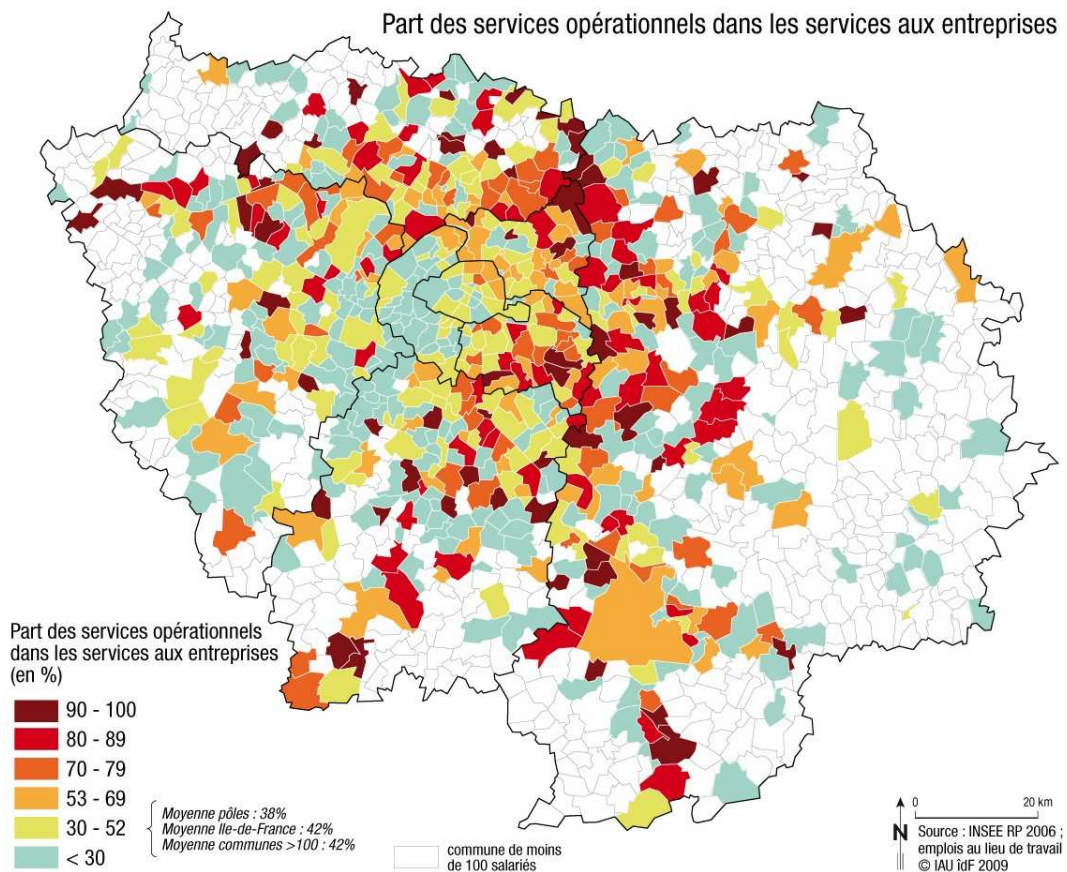 Part des services opérationnels dans les services aux entreprises
Part des services opérationnels
dans les services aux entreprises
(en %)
90 - 100
80 - 89
70 - 79
53 - 69
30 - 52
< 30
Moyenne pôles : 38%
Moyenne Ile-de-France : 42%
Moyenne communes >100 : 42%
commune de moins
de 100 salariés
0 20 km
N
Source : INSEE RP 2006 ;
emplois au lieu de travail
© IAU îdF 2009